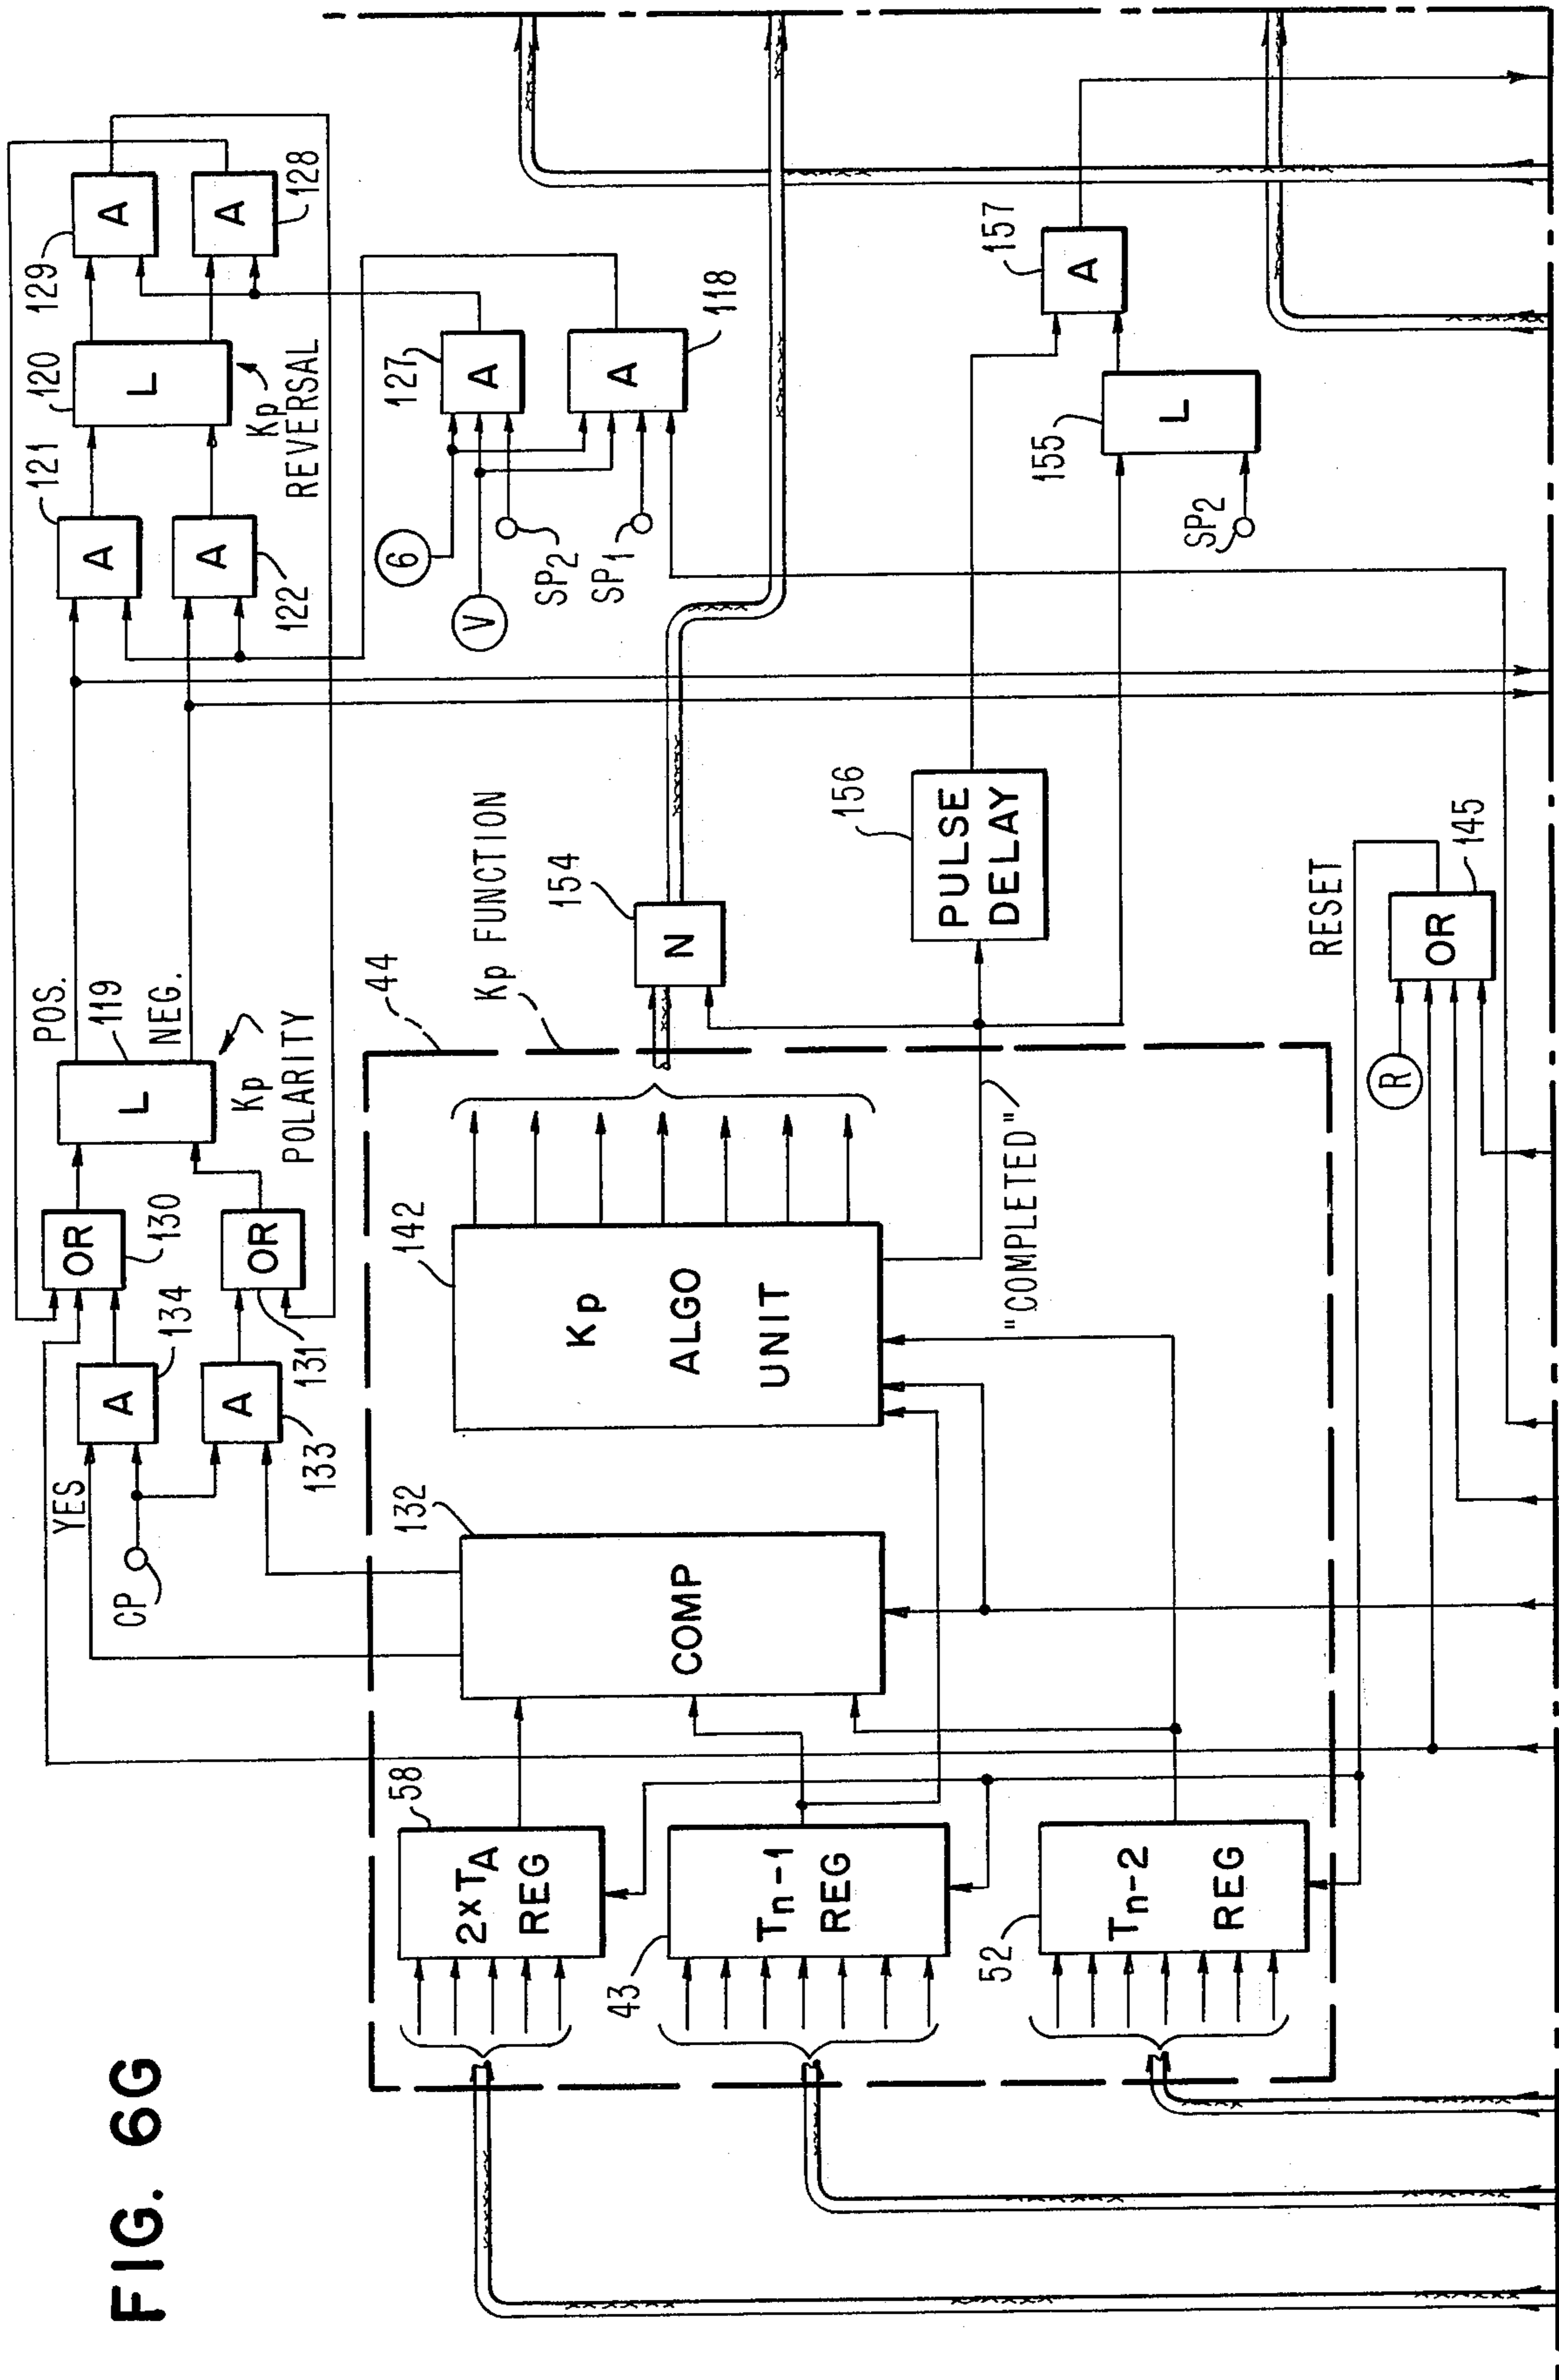 FIG. 6G
YES
CP
134
A
133
A
OR
130
131
OR
POS.
L
119
NEG.
Kp
POLARITY
121
A
122
A
120
L
Kp
REVERSAL
129
A
A
128
6
V
SP2
SP1
127
A
A
118
44
Kp FUNCTION
58
2xTA
REG
43
Tn-1
REG
52
Tn-2
REG
132
COMP
142
Kp
ALGO
UNIT
"COMPLETED"
154
N
156
PULSE
DELAY
155
L
SP2
157
A
R
RESET
OR
145